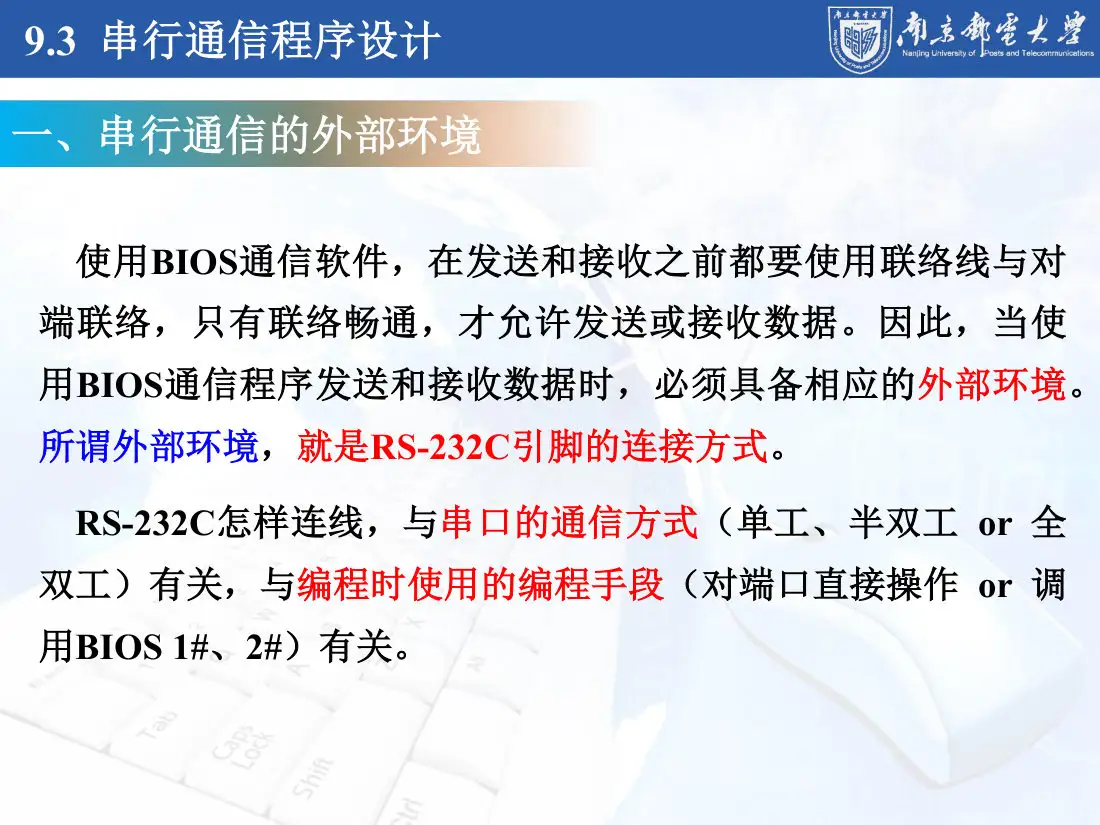 9.3 串行通信程序设计
南京邮电大学
Nanjing University of Posts and Telecommunications
一、串行通信的外部环境
使用BIOS通信软件，在发送和接收之前都要使用联络线与对
端联络，只有联络畅通，才允许发送或接收数据。因此，当使
用BIOS通信程序发送和接收数据时，必须具备相应的外部环境。
所谓外部环境，就是RS-232C引脚的连接方式。
RS-232C怎样连线，与串口的通信方式（单工、半双工 or 全
双工）有关，与编程时使用的编程手段（对端口直接操作 or 调
用BIOS 1#、2#）有关。
Tab
Caps
Lock
Shift
Ctrl